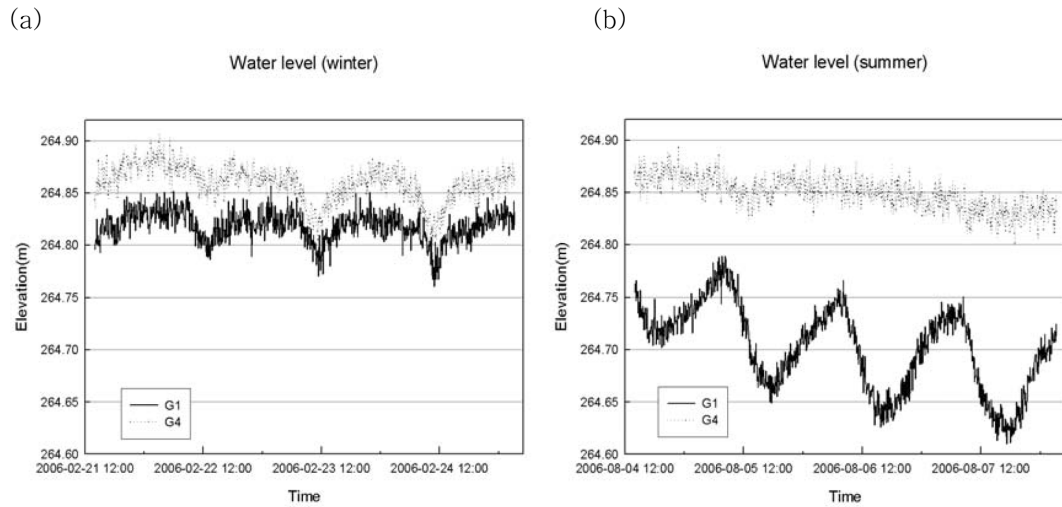 (a)
Water level (winter)
Elevation(m)
264.90
264.85
264.80
264.75
264.70
264.65
264.60
G1
G4
2006-02-21 12:00
2006-02-22 12:00
2006-02-23 12:00
2006-02-24 12:00
Time
(b)
Water level (summer)
Elevation(m)
264.90
264.85
264.80
264.75
264.70
264.65
264.60
G1
G4
2006-08-04 12:00
2006-08-05 12:00
2006-08-06 12:00
2006-08-07 12:00
Time